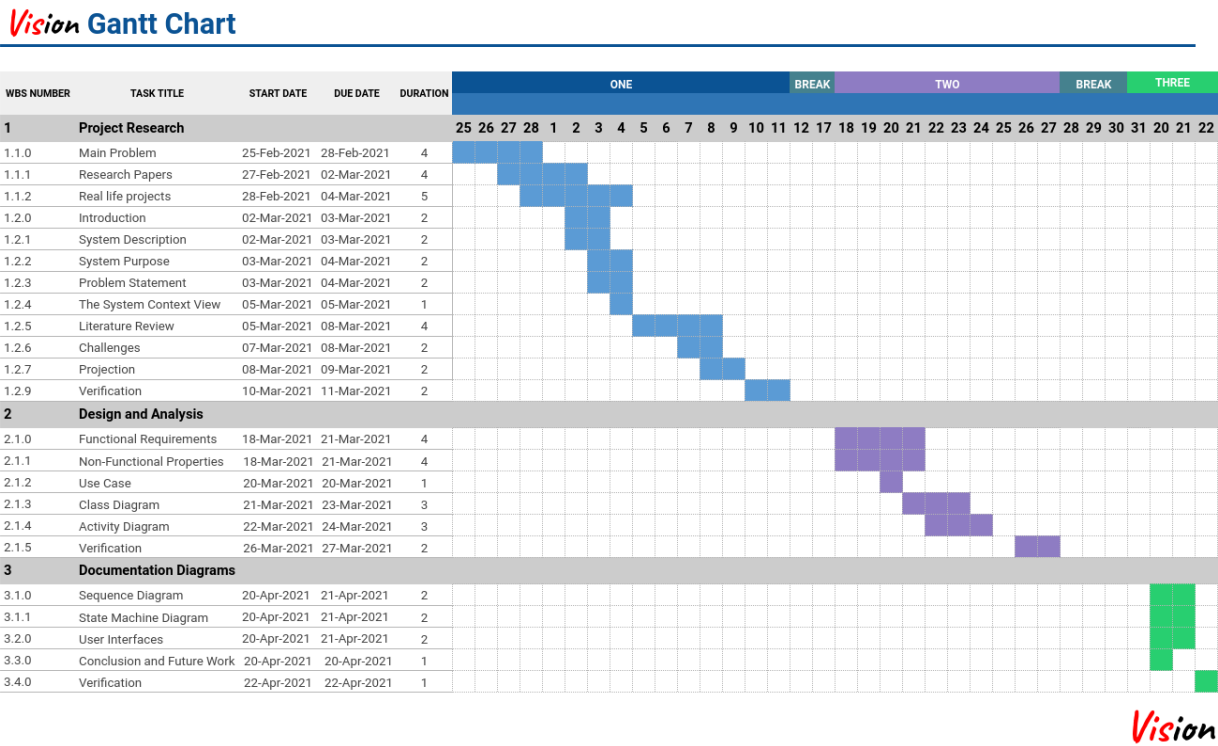 Vision Gantt Chart
WBS NUMBER TASK TITLE START DATE DUE DATE DURATION ONE BREAK TWO BREAK THREE
1 Project Research 25 26 27 28 1 2 3 4 5 6 7 8 9 10 11 12 17 18 19 20 21 22 23 24 25 26 27 28 29 30 31 20 21 22
1.1.0 Main Problem 25-Feb-2021 28-Feb-2021 4
1.1.1 Research Papers 27-Feb-2021 02-Mar-2021 4
1.1.2 Real life projects 28-Feb-2021 04-Mar-2021 5
1.2.0 Introduction 02-Mar-2021 03-Mar-2021 2
1.2.1 System Description 02-Mar-2021 03-Mar-2021 2
1.2.2 System Purpose 03-Mar-2021 04-Mar-2021 2
1.2.3 Problem Statement 03-Mar-2021 04-Mar-2021 2
1.2.4 The System Context View 05-Mar-2021 05-Mar-2021 1
1.2.5 Literature Review 05-Mar-2021 08-Mar-2021 4
1.2.6 Challenges 07-Mar-2021 08-Mar-2021 2
1.2.7 Projection 08-Mar-2021 09-Mar-2021 2
1.2.9 Verification 10-Mar-2021 11-Mar-2021 2
2 Design and Analysis
2.1.0 Functional Requirements 18-Mar-2021 21-Mar-2021 4
2.1.1 Non-Functional Properties 18-Mar-2021 21-Mar-2021 4
2.1.2 Use Case 20-Mar-2021 20-Mar-2021 1
2.1.3 Class Diagram 21-Mar-2021 23-Mar-2021 3
2.1.4 Activity Diagram 22-Mar-2021 24-Mar-2021 3
2.1.5 Verification 26-Mar-2021 27-Mar-2021 2
3 Documentation Diagrams
3.1.0 Sequence Diagram 20-Apr-2021 21-Apr-2021 2
3.1.1 State Machine Diagram 20-Apr-2021 21-Apr-2021 2
3.2.0 User Interfaces 20-Apr-2021 21-Apr-2021 2
3.3.0 Conclusion and Future Work 20-Apr-2021 20-Apr-2021 1
3.4.0 Verification 22-Apr-2021 22-Apr-2021 1
Vision